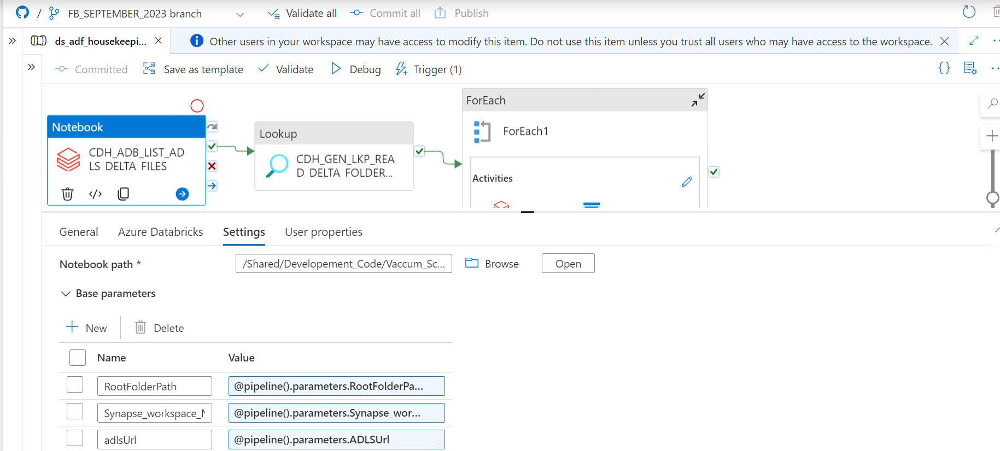 / FB_SEPTEMBER_2023 branch Validate all Commit all Publish
ds_adf_housekeepi... Other users in your workspace may have access to modify this item. Do not use this item unless you trust all users who may have access to the workspace.
Committed Save as template Validate Debug Trigger (1) {}
Notebook
CDH_ADB_LIST_AD
LS_DELTA_FILES
</>
Lookup
CDH_GEN_LKP_REA
D_DELTA_FOLDER...
ForEach
ForEach1
Activities
General Azure Databricks Settings User properties
Notebook path * /Shared/Developement_Code/Vaccum_Sc... Browse Open
Base parameters
New Delete
Name Value
RootFolderPath @pipeline().parameters.RootFolderPa...
Synapse_workspace_N @pipeline().parameters.Synapse_wor...
adlsUrl @pipeline().parameters.ADLSUrl